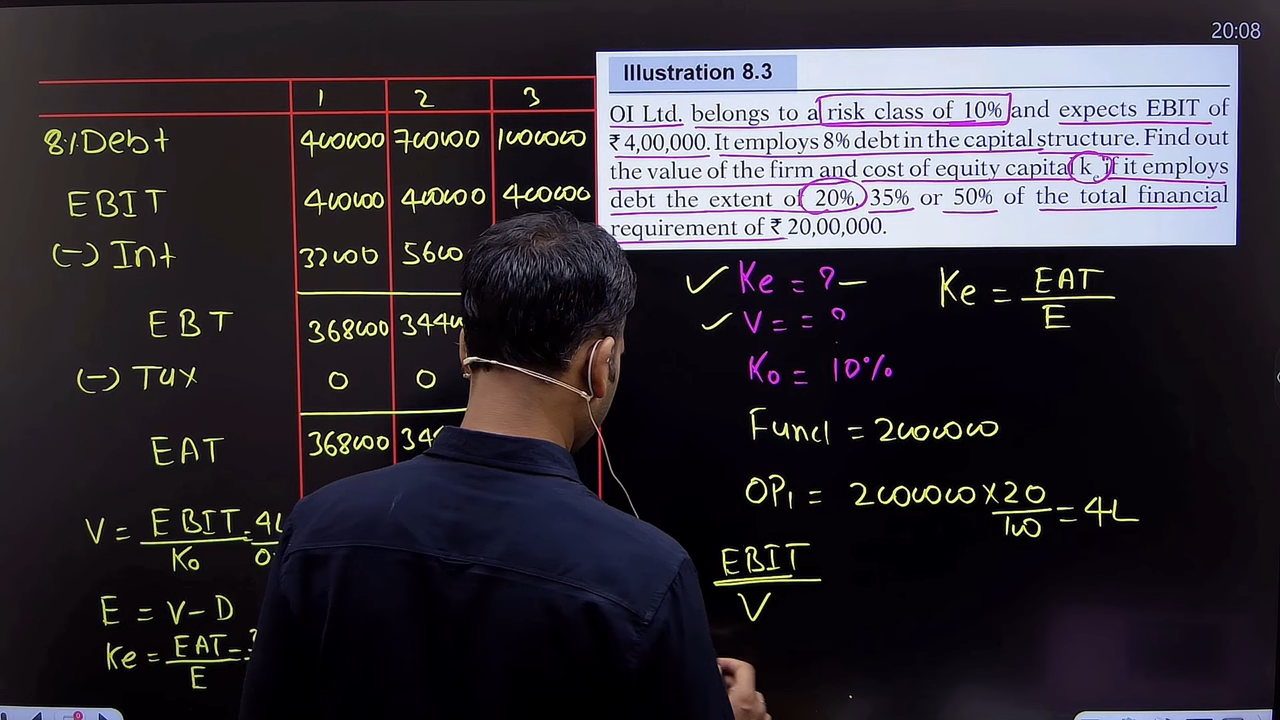 20:08
1 2 3
8% Debt 400000 700000 1000000
EBIT 400000 400000 400000
(-) Int 32000 5600
EBT 368000 3440
(-) Tax 0 0
EAT 368000 34
V = EBIT/K₀ = 4L
E = V - D
Ke = EAT/E =
Illustration 8.3
OI Ltd. belongs to a risk class of 10% and expects EBIT of
₹ 4,00,000. It employs 8% debt in the capital structure. Find out
the value of the firm and cost of equity capital kₑ if it employs
debt the extent of 20%, 35% or 50% of the total financial
requirement of ₹ 20,00,000.
✓ Ke = ? Ke = EAT/E
✓ V = = ?
K₀ = 10%
Fund = 2000000
OP₁ = 2000000 × 20/100 = 4L
EBIT/V